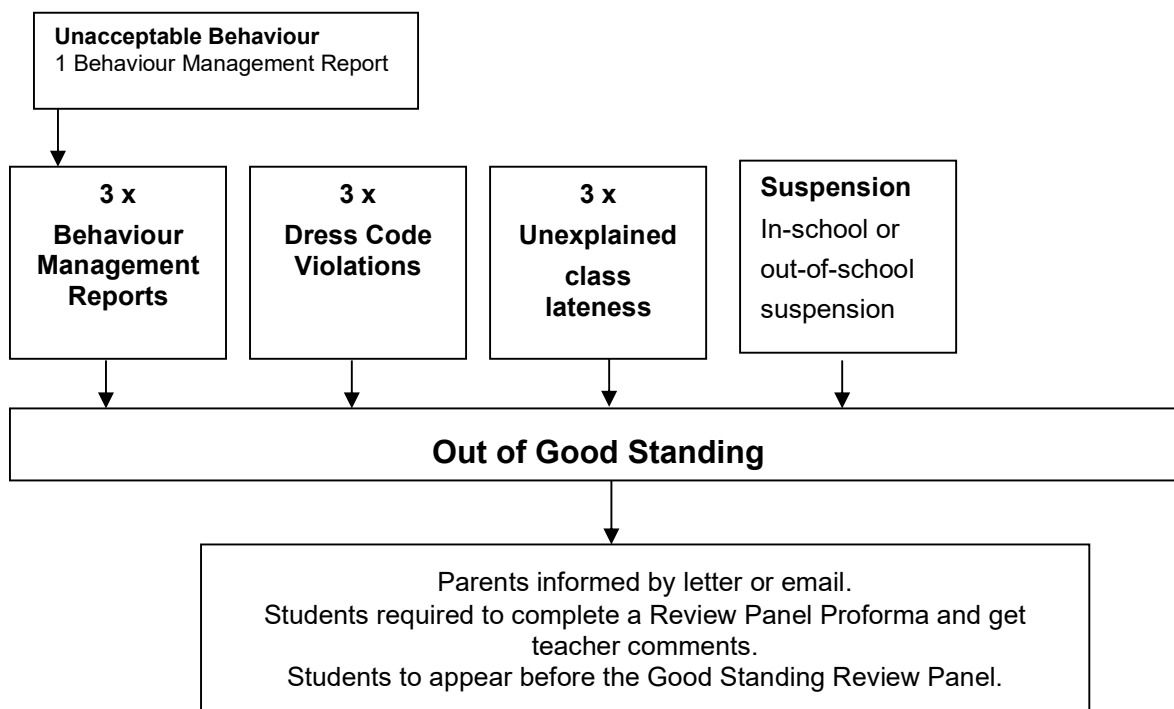 Unacceptable Behaviour
1 Behaviour Management Report
3 x
Behaviour
Management
Reports
3 x
Dress Code
Violations
3 x
Unexplained
class
lateness
Suspension
In-school or
out-of-school
suspension
Out of Good Standing
Parents informed by letter or email.
Students required to complete a Review Panel Proforma and get
teacher comments.
Students to appear before the Good Standing Review Panel.